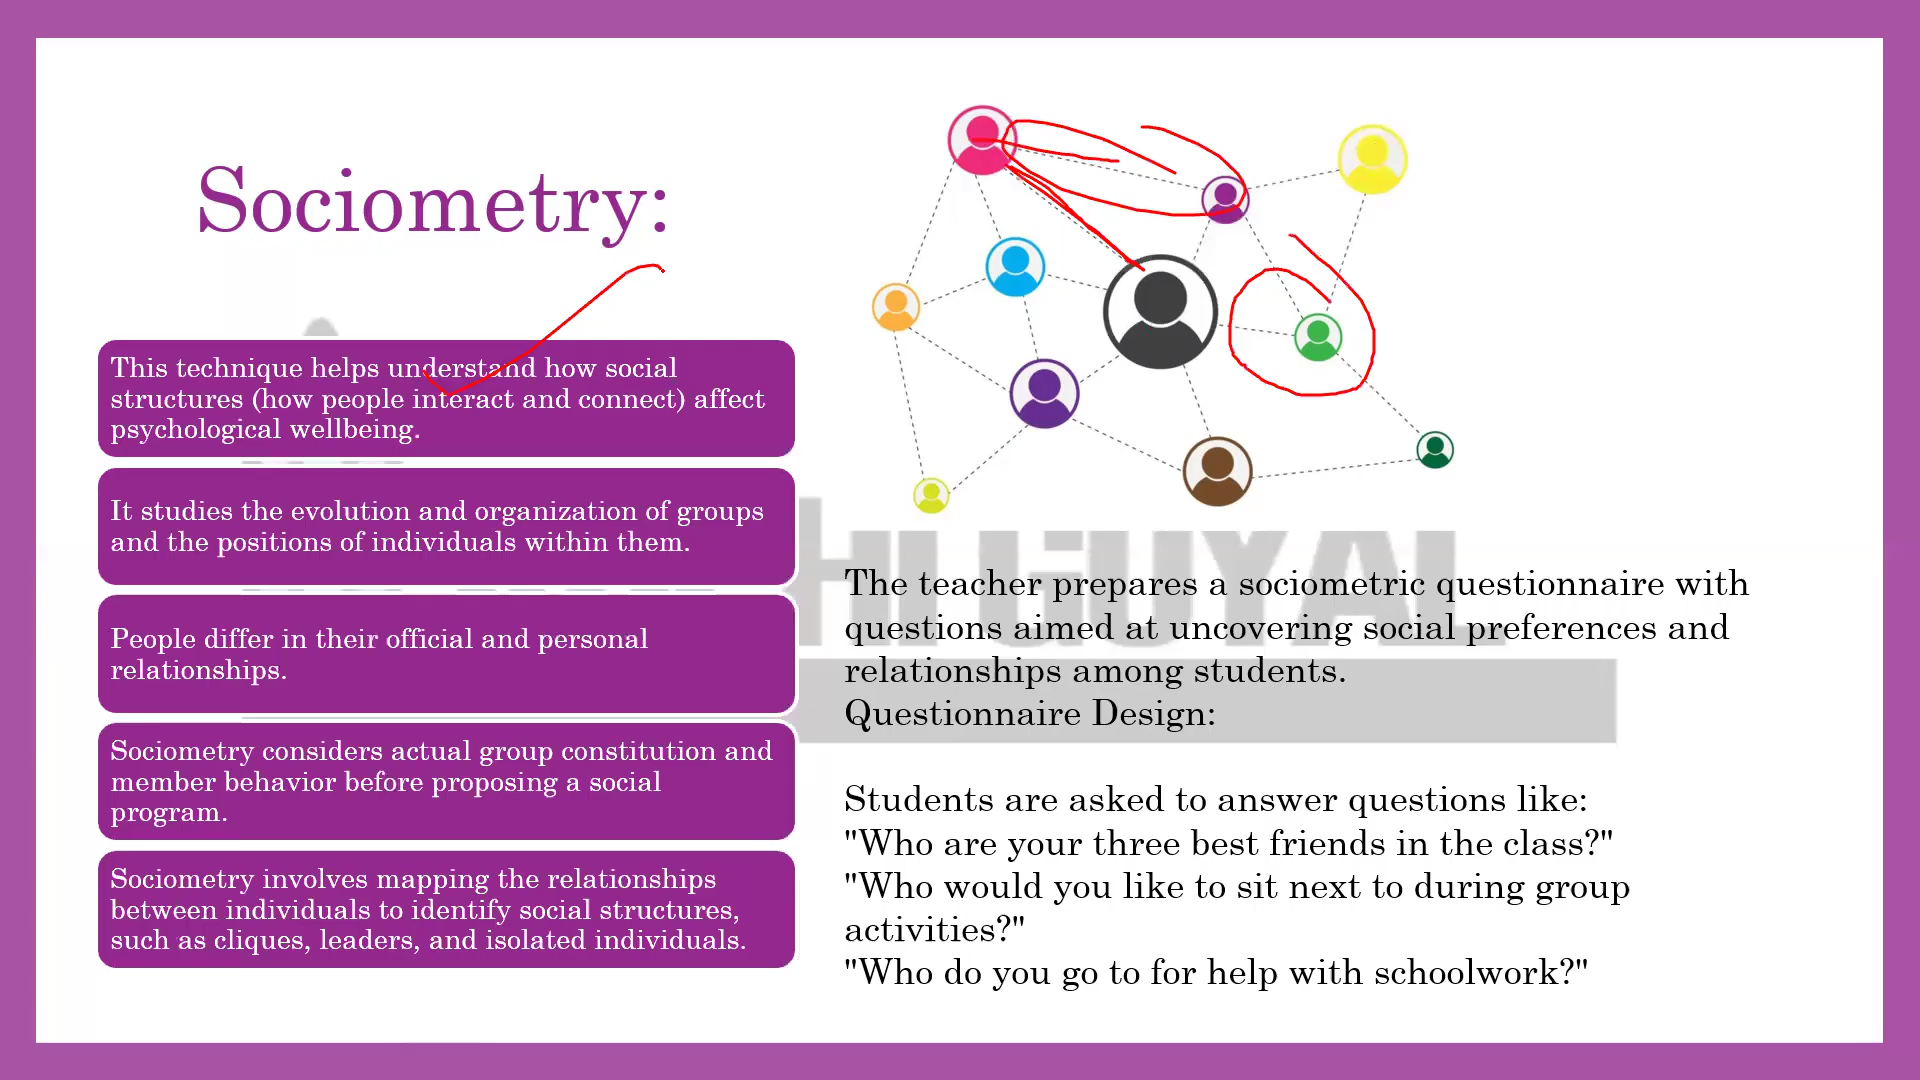 Sociometry:
This technique helps understand how social
structures (how people interact and connect) affect
psychological wellbeing.
It studies the evolution and organization of groups
and the positions of individuals within them.
People differ in their official and personal
relationships.
Sociometry considers actual group constitution and
member behavior before proposing a social
program.
Sociometry involves mapping the relationships
between individuals to identify social structures,
such as cliques, leaders, and isolated individuals.
The teacher prepares a sociometric questionnaire with
questions aimed at uncovering social preferences and
relationships among students.
Questionnaire Design:
Students are asked to answer questions like:
"Who are your three best friends in the class?"
"Who would you like to sit next to during group
activities?"
"Who do you go to for help with schoolwork?"